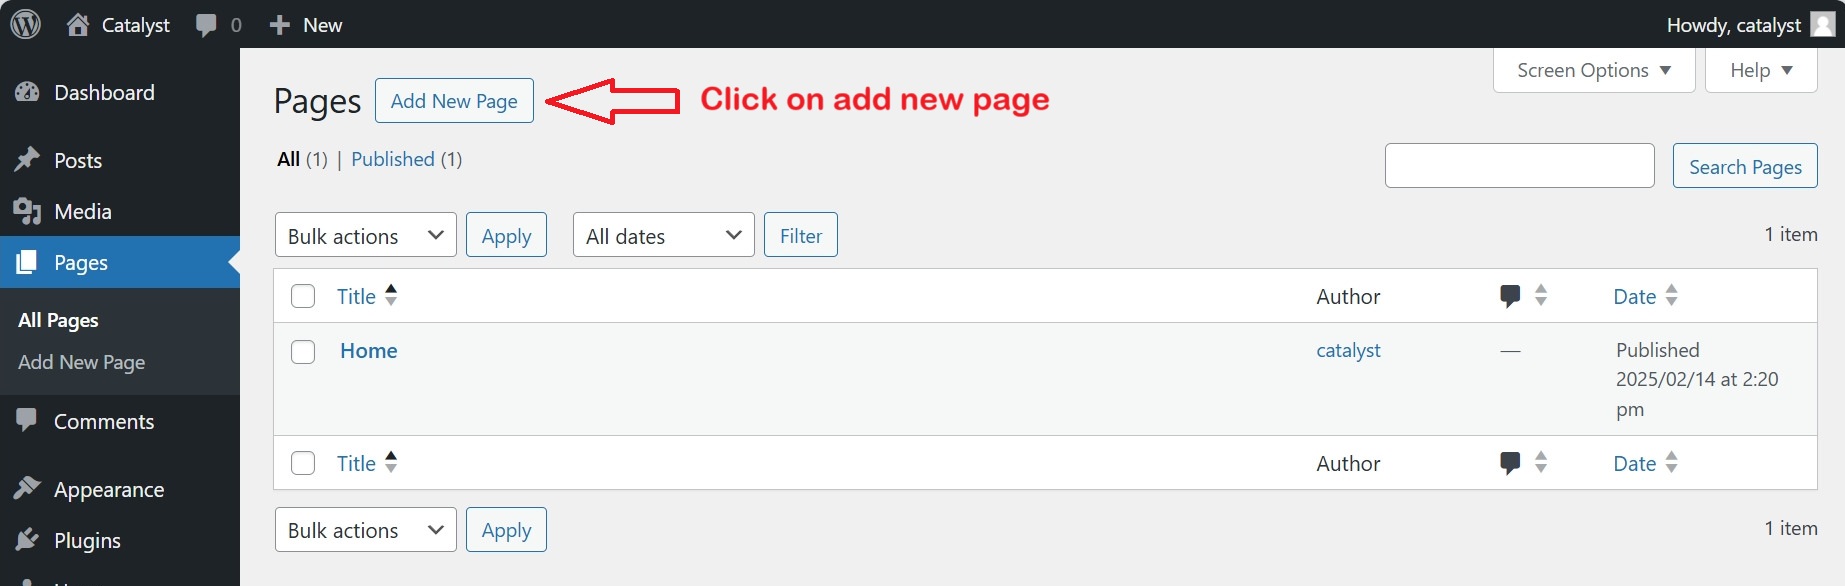 Catalyst 0 New Howdy, catalyst
Dashboard
Posts
Media
Pages
All Pages
Add New Page
Comments
Appearance
Plugins
Screen Options Help
Pages Add New Page Click on add new page
All (1) | Published (1)
Search Pages
Bulk actions Apply All dates Filter 1 item
Title Author Date
Home catalyst — Published
2025/02/14 at 2:20
pm
Title Author Date
Bulk actions Apply 1 item